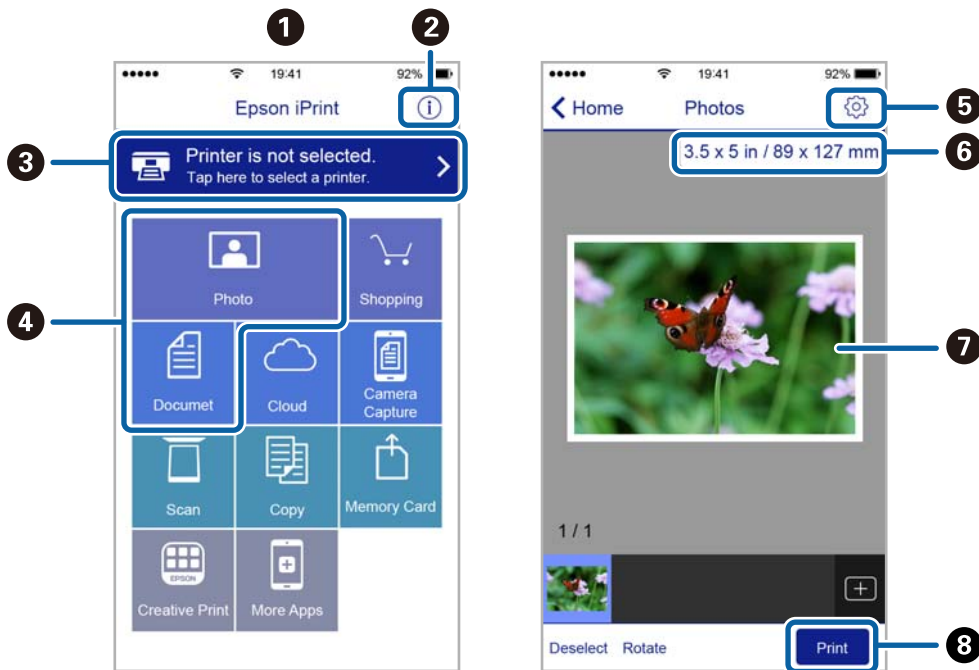 1
2
19:41
92%
Epson iPrint
3
Printer is not selected.
Tap here to select a printer.
4
Photo
Shopping
Documet
Cloud
Camera
Capture
Scan
Copy
Memory Card
EPSON
Creative Print
More Apps
19:41
92%
Home
Photos
5
3.5 x 5 in / 89 x 127 mm
6
7
1 / 1
Deselect
Rotate
Print
8